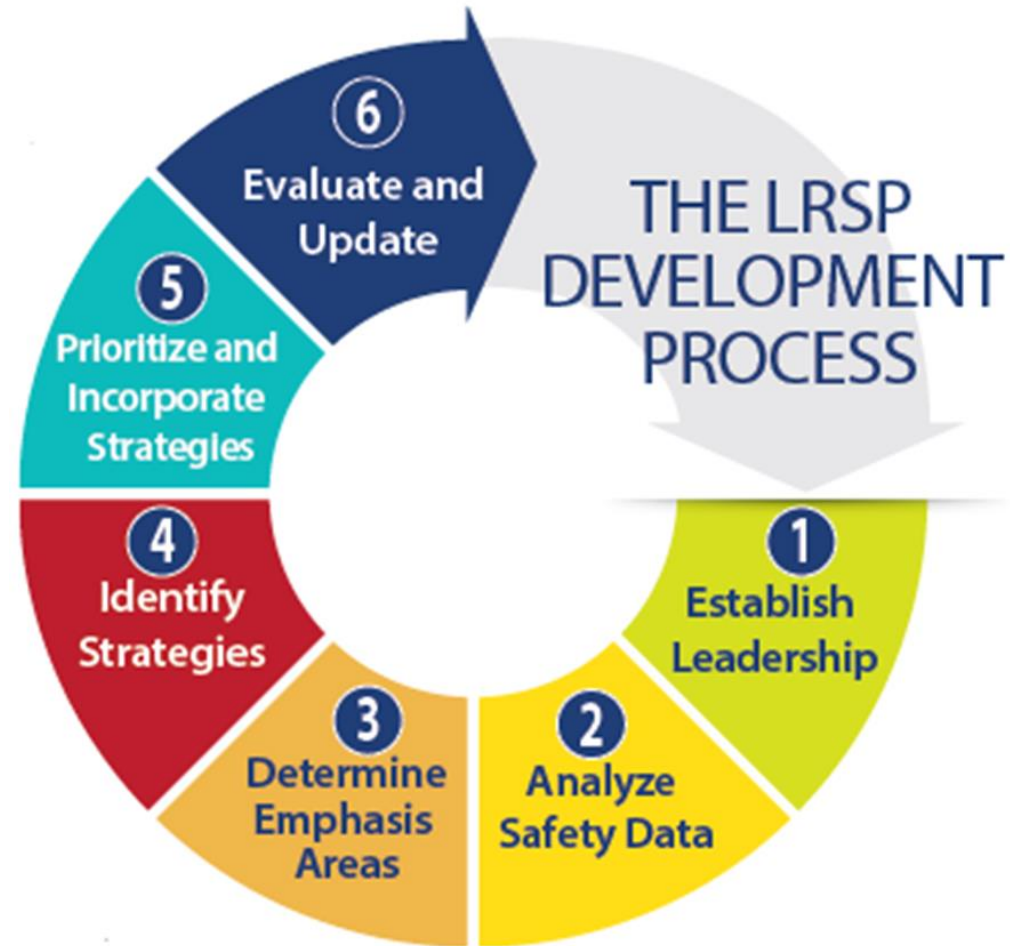 THE LRSP
DEVELOPMENT
PROCESS
1
Establish
Leadership
2
Analyze
Safety Data
3
Determine
Emphasis
Areas
4
Identify
Strategies
5
Prioritize and
Incorporate
Strategies
6
Evaluate and
Update